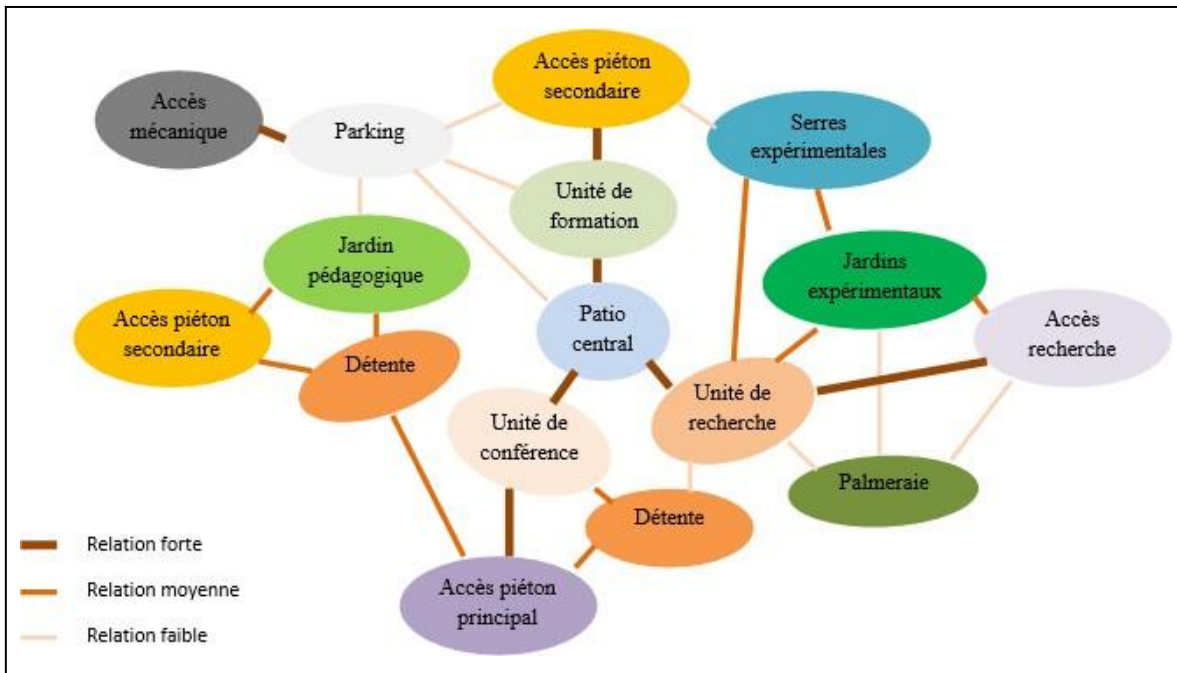 Accès piéton
secondaire
Accès
mécanique
Parking
Serres
expérimentales
Unité de
formation
Jardin
pédagogique
Jardins
expérimentaux
Accès piéton
secondaire
Patio
central
Accès
recherche
Détente
Unité de
recherche
Unité de
conférence
Palmeraie
Détente
Relation forte
Relation moyenne
Relation faible
Accès piéton
principal